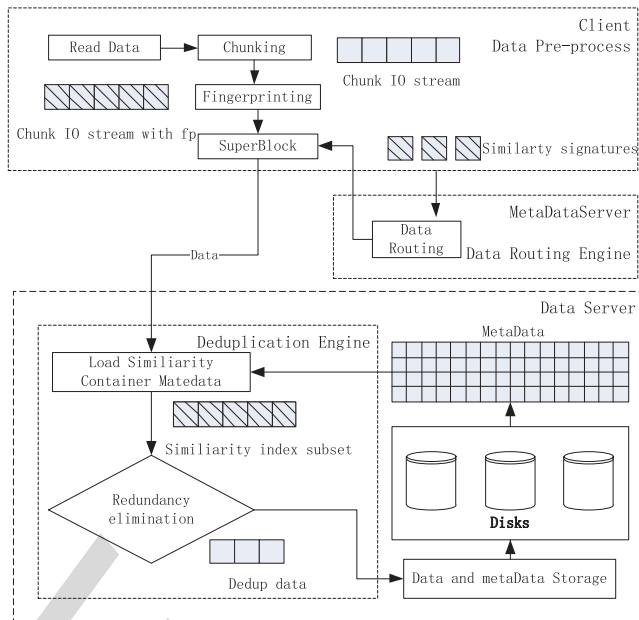 Client
Data Pre-process
Read Data
Chunking
Chunk IO stream
Fingerprinting
Chunk IO stream with fp
SuperBlock
Similarty signatures
MetaDataServer
Data
Routing
Data Routing Engine
Data
Data Server
MetaData
Deduplication Engine
Load Similiarity
Container Matedata
Similiarity index subset
Redundancy
elimination
Disks
Dedup data
Data and metaData Storage